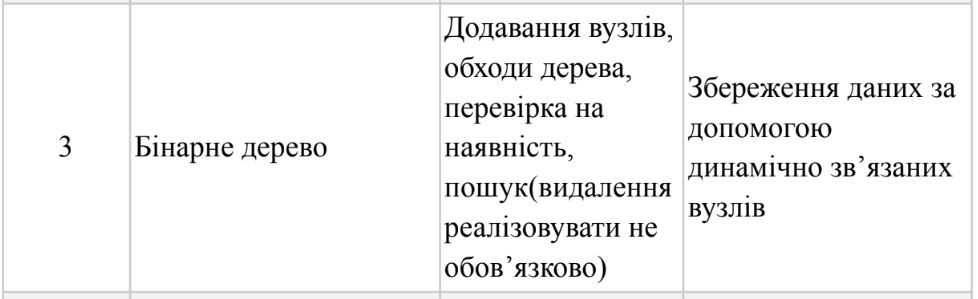 3
Бінарне дерево
Додавання вузлів,
обходи дерева,
перевірка на
наявність,
пошук(видалення
реалізовувати не
обов’язково)
Збереження даних за
допомогою
динамічно зв’язаних
вузлів